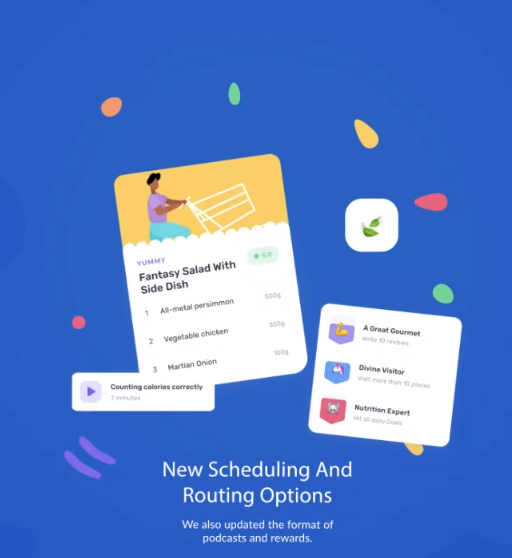 YUMMY
Fantasy Salad With
Side Dish
5.0
1 All-metal persimmon 500g
2 Vegetable chicken 350g
3 Martian Onion 100g
Counting calories correctly
7 minutes
A Great Gourmet
Write 10 reviews
Divine Visitor
Visit more than 10 places
Nutrition Expert
Hit all daily Goals
New Scheduling And
Routing Options
We also updated the format of
podcasts and rewards.